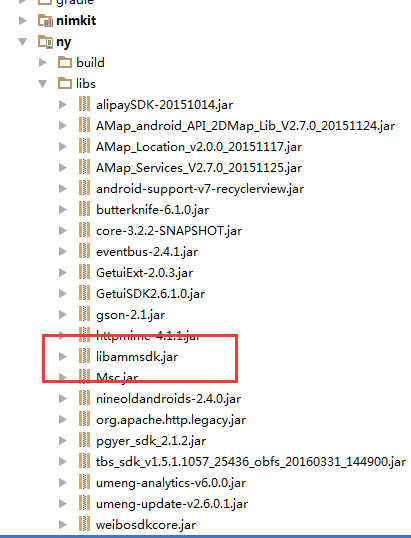 gradle
nimkit
ny
build
libs
alipaySDK-20151014.jar
AMap_android_API_2DMap_Lib_V2.7.0_20151124.jar
AMap_Location_v2.0.0_20151117.jar
AMap_Services_V2.7.0_20151125.jar
android-support-v7-recyclerview.jar
butterknife-6.1.0.jar
core-3.2.2-SNAPSHOT.jar
eventbus-2.4.1.jar
GetuiExt-2.0.3.jar
GetuiSDK2.6.1.0.jar
gson-2.1.jar
httpmime-4.1.1.jar
libammsdk.jar
Msc.jar
nineoldandroids-2.4.0.jar
org.apache.http.legacy.jar
pgyer_sdk_2.1.2.jar
tbs_sdk_v1.5.1.1057_25436_obfs_20160331_144900.jar
umeng-analytics-v6.0.0.jar
umeng-update-v2.6.0.1.jar
weibosdkcore.jar